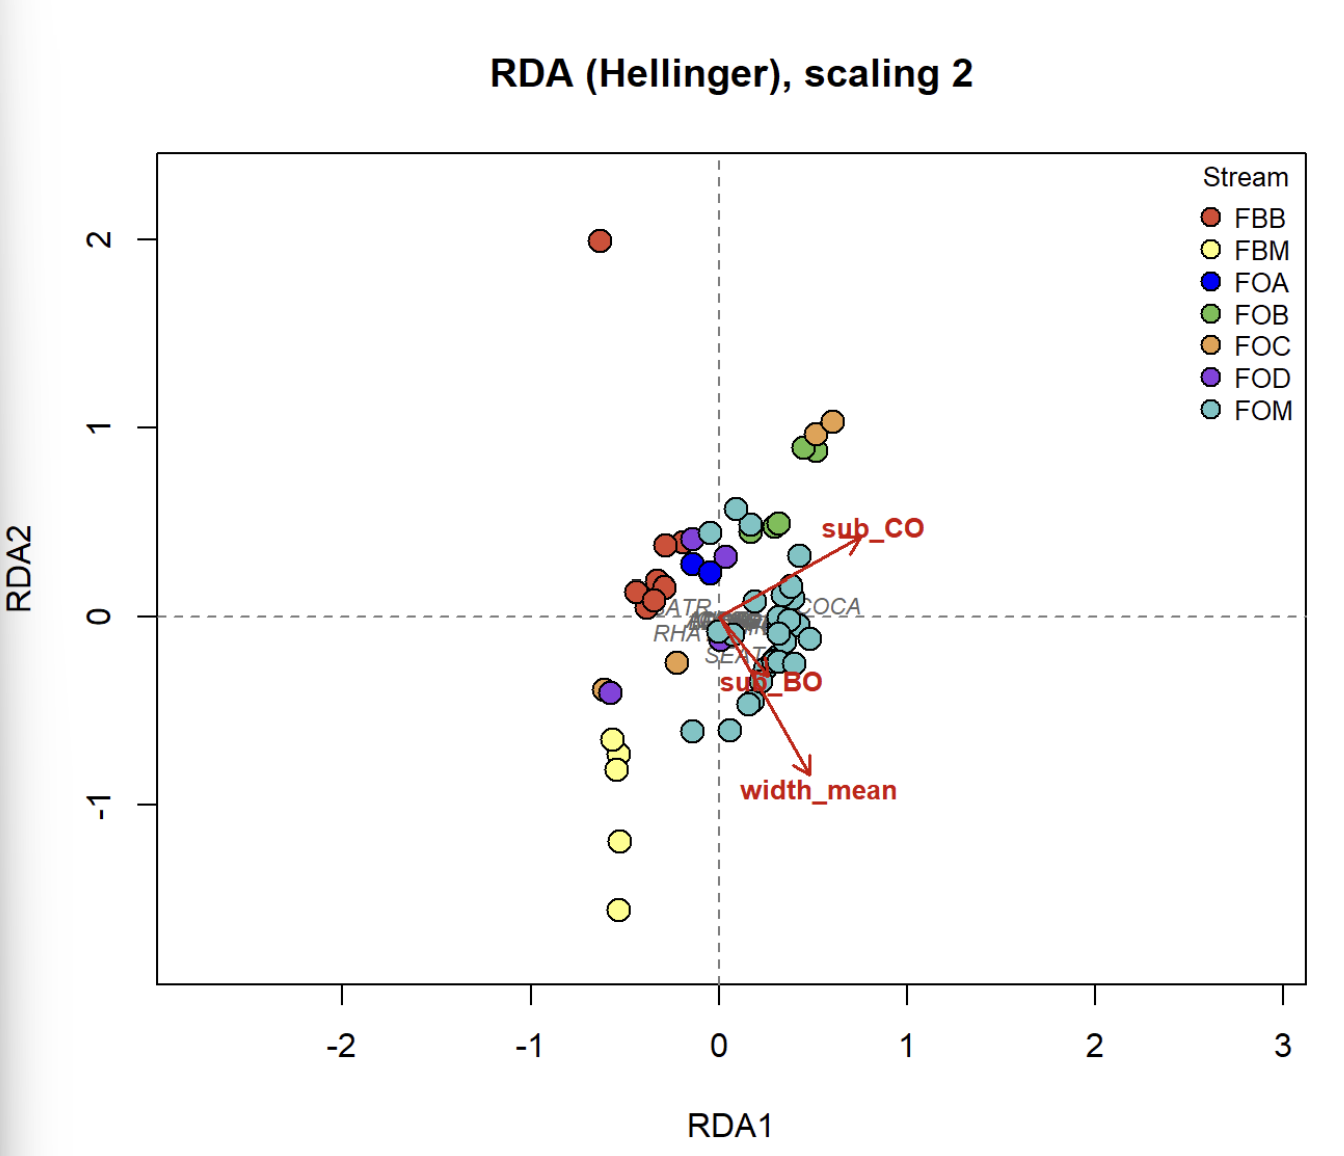 RDA (Hellinger), scaling 2
Stream
FBB
FBM
FOA
FOB
FOC
FOD
FOM
2
1
0
-1
RDA2
sub_CO
COCA
SEAT
sub_BO
width_mean
-2
-1
0
1
2
3
RDA1